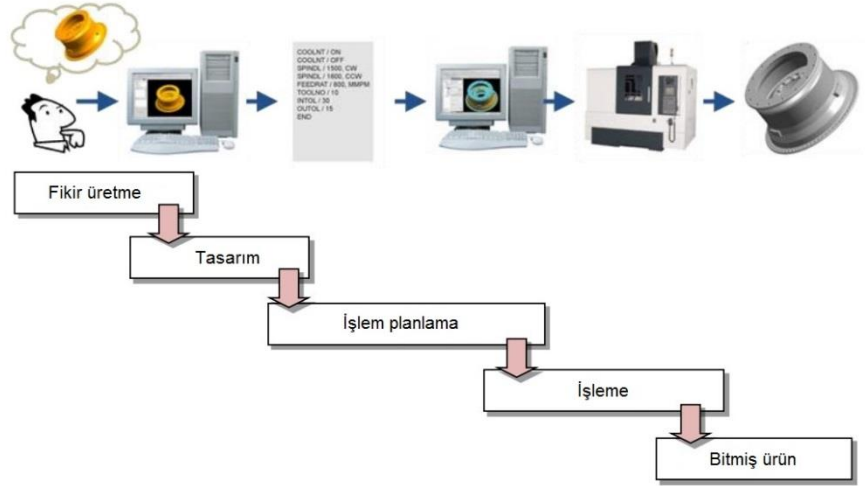 COOLNT / ON
COOLNT / OFF
SPINDL / 1500, CW
SPINDL / 1600, CCW
FEEDRAT / 600, MMPM
TOOLNO / 10
INTOL / 30
OUTOL / 15
END
Fikir üretme
Tasarım
İşlem planlama
İşleme
Bitmiş ürün